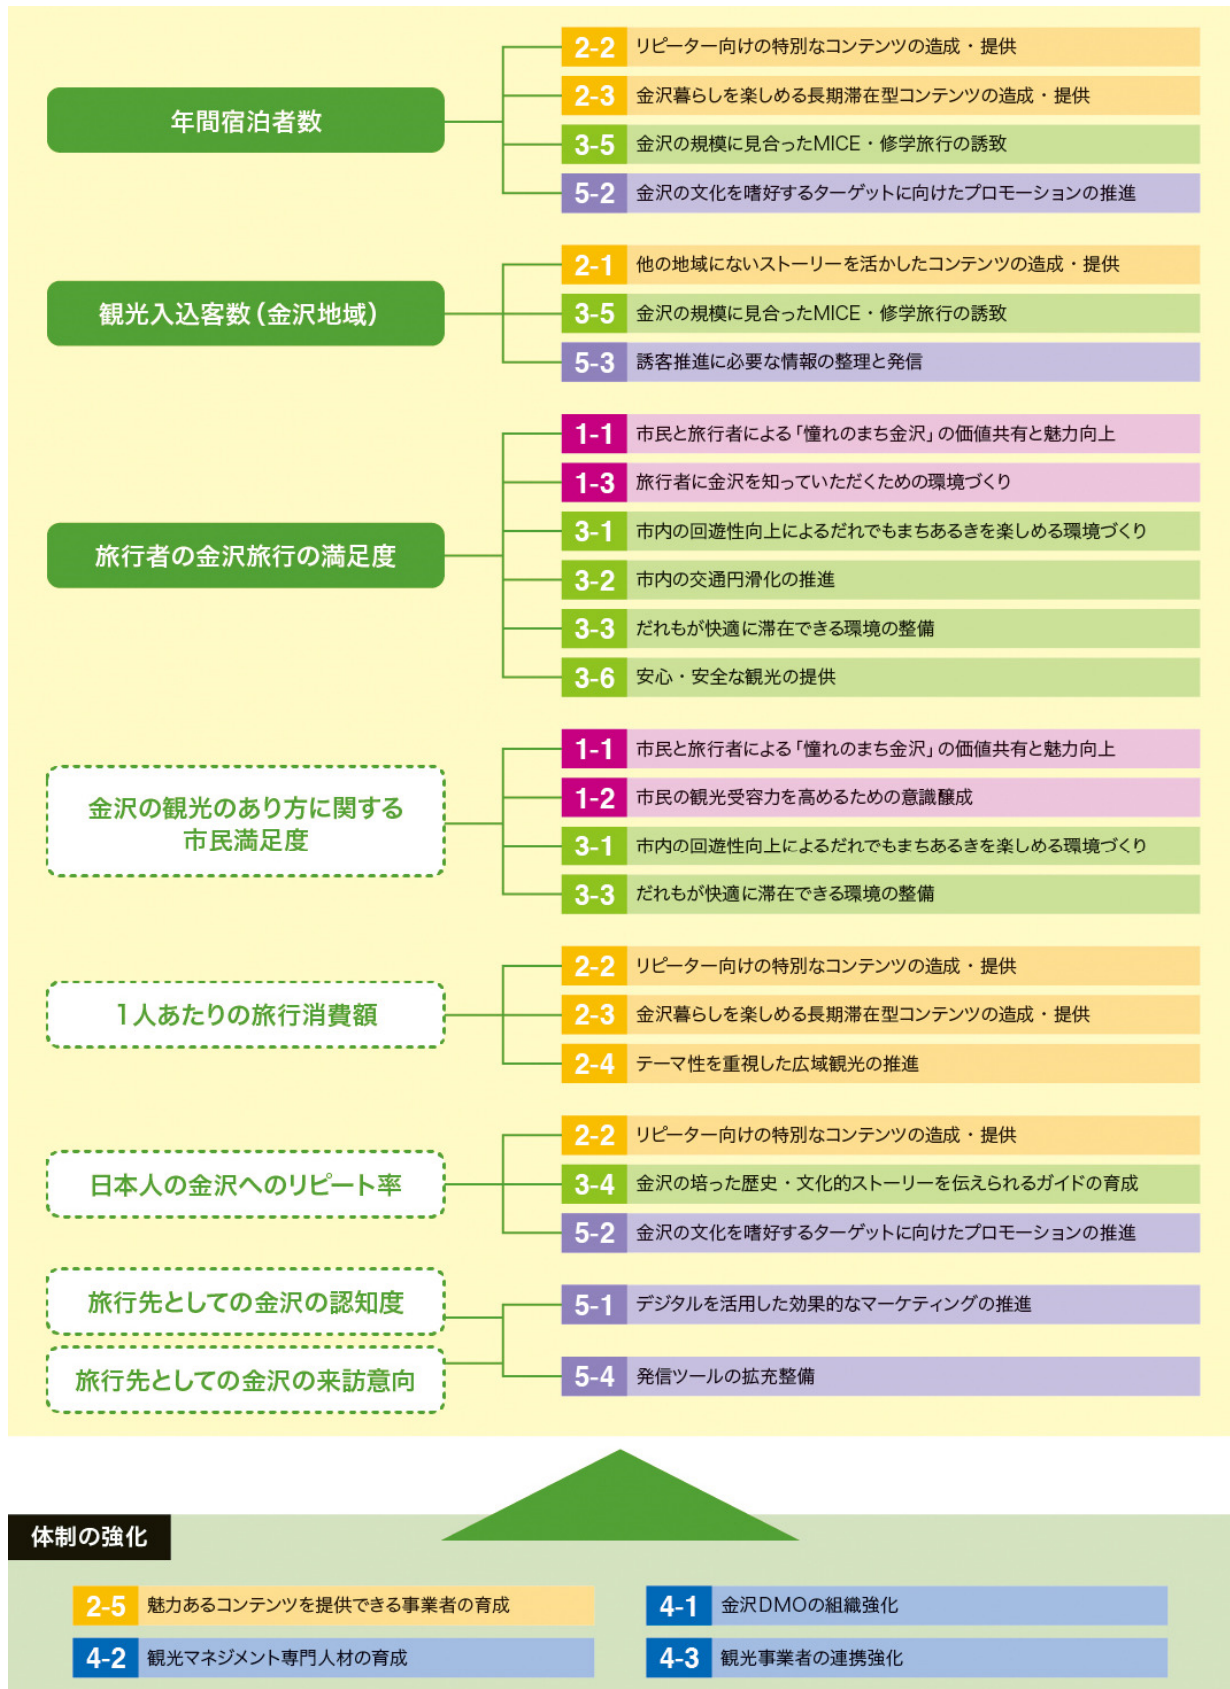 年間宿泊者数
2-2 リピーター向けの特別なコンテンツの造成・提供
2-3 金沢暮らしを楽しめる長期滞在型コンテンツの造成・提供
3-5 金沢の規模に見合ったMICE・修学旅行の誘致
5-2 金沢の文化を嗜好するターゲットに向けたプロモーションの推進
観光入込客数(金沢地域)
2-1 他の地域にないストーリーを活かしたコンテンツの造成・提供
3-5 金沢の規模に見合ったMICE・修学旅行の誘致
5-3 誘客推進に必要な情報の整理と発信
旅行者の金沢旅行の満足度
1-1 市民と旅行者による「憧れのまち金沢」の価値共有と魅力向上
1-3 旅行者に金沢を知っていただくための環境づくり
3-1 市内の回遊性向上によるだれでもまちあるきを楽しめる環境づくり
3-2 市内の交通円滑化の推進
3-3 だれもが快適に滞在できる環境の整備
3-6 安心・安全な観光の提供
金沢の観光のあり方に関する
市民満足度
1-1 市民と旅行者による「憧れのまち金沢」の価値共有と魅力向上
1-2 市民の観光受容力を高めるための意識醸成
3-1 市内の回遊性向上によるだれでもまちあるきを楽しめる環境づくり
3-3 だれもが快適に滞在できる環境の整備
1人あたりの旅行消費額
2-2 リピーター向けの特別なコンテンツの造成・提供
2-3 金沢暮らしを楽しめる長期滞在型コンテンツの造成・提供
2-4 テーマ性を重視した広域観光の推進
日本人の金沢へのリピート率
2-2 リピーター向けの特別なコンテンツの造成・提供
3-4 金沢の培った歴史・文化的ストーリーを伝えられるガイドの育成
5-2 金沢の文化を嗜好するターゲットに向けたプロモーションの推進
旅行先としての金沢の認知度
旅行先としての金沢の来訪意向
5-1 デジタルを活用した効果的なマーケティングの推進
5-4 発信ツールの拡充整備
体制の強化
2-5 魅力あるコンテンツを提供できる事業者の育成
4-1 金沢DMOの組織強化
4-2 観光マネジメント専門人材の育成
4-3 観光事業者の連携強化